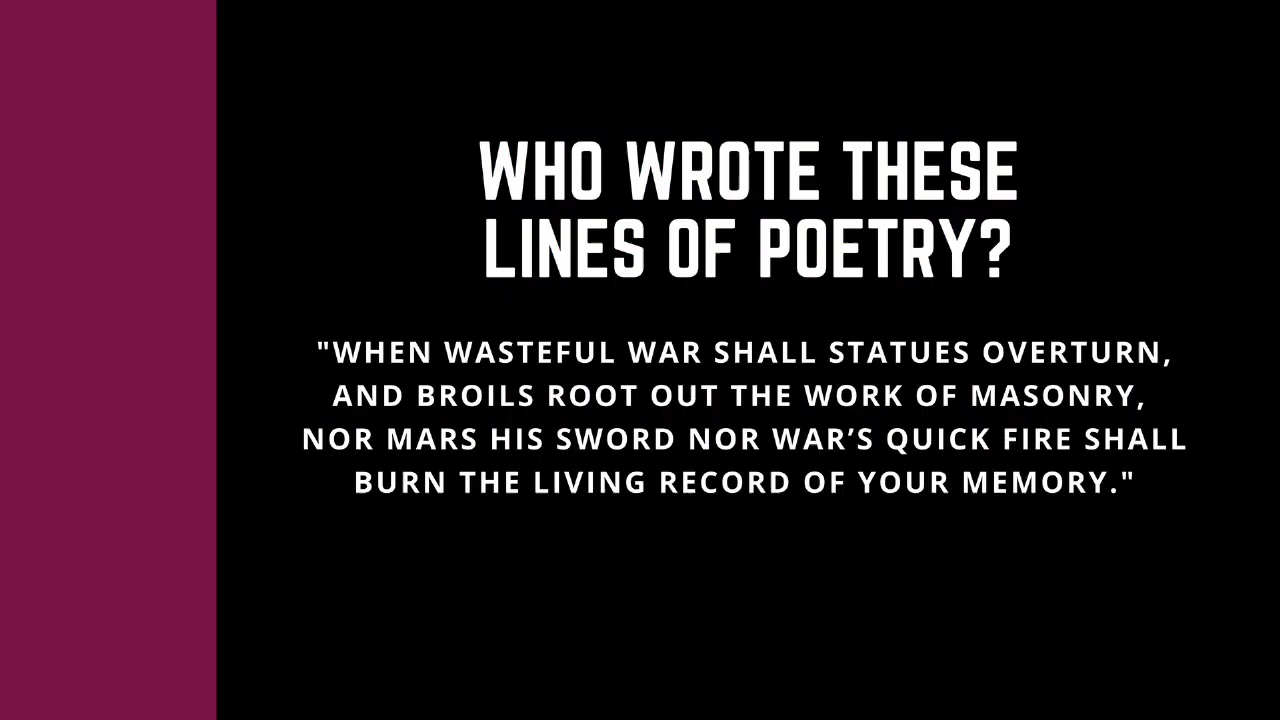 WHO WROTE THESE
LINES OF POETRY?
"WHEN WASTEFUL WAR SHALL STATUES OVERTURN,
AND BROILS ROOT OUT THE WORK OF MASONRY,
NOR MARS HIS SWORD NOR WAR’S QUICK FIRE SHALL
BURN THE LIVING RECORD OF YOUR MEMORY."